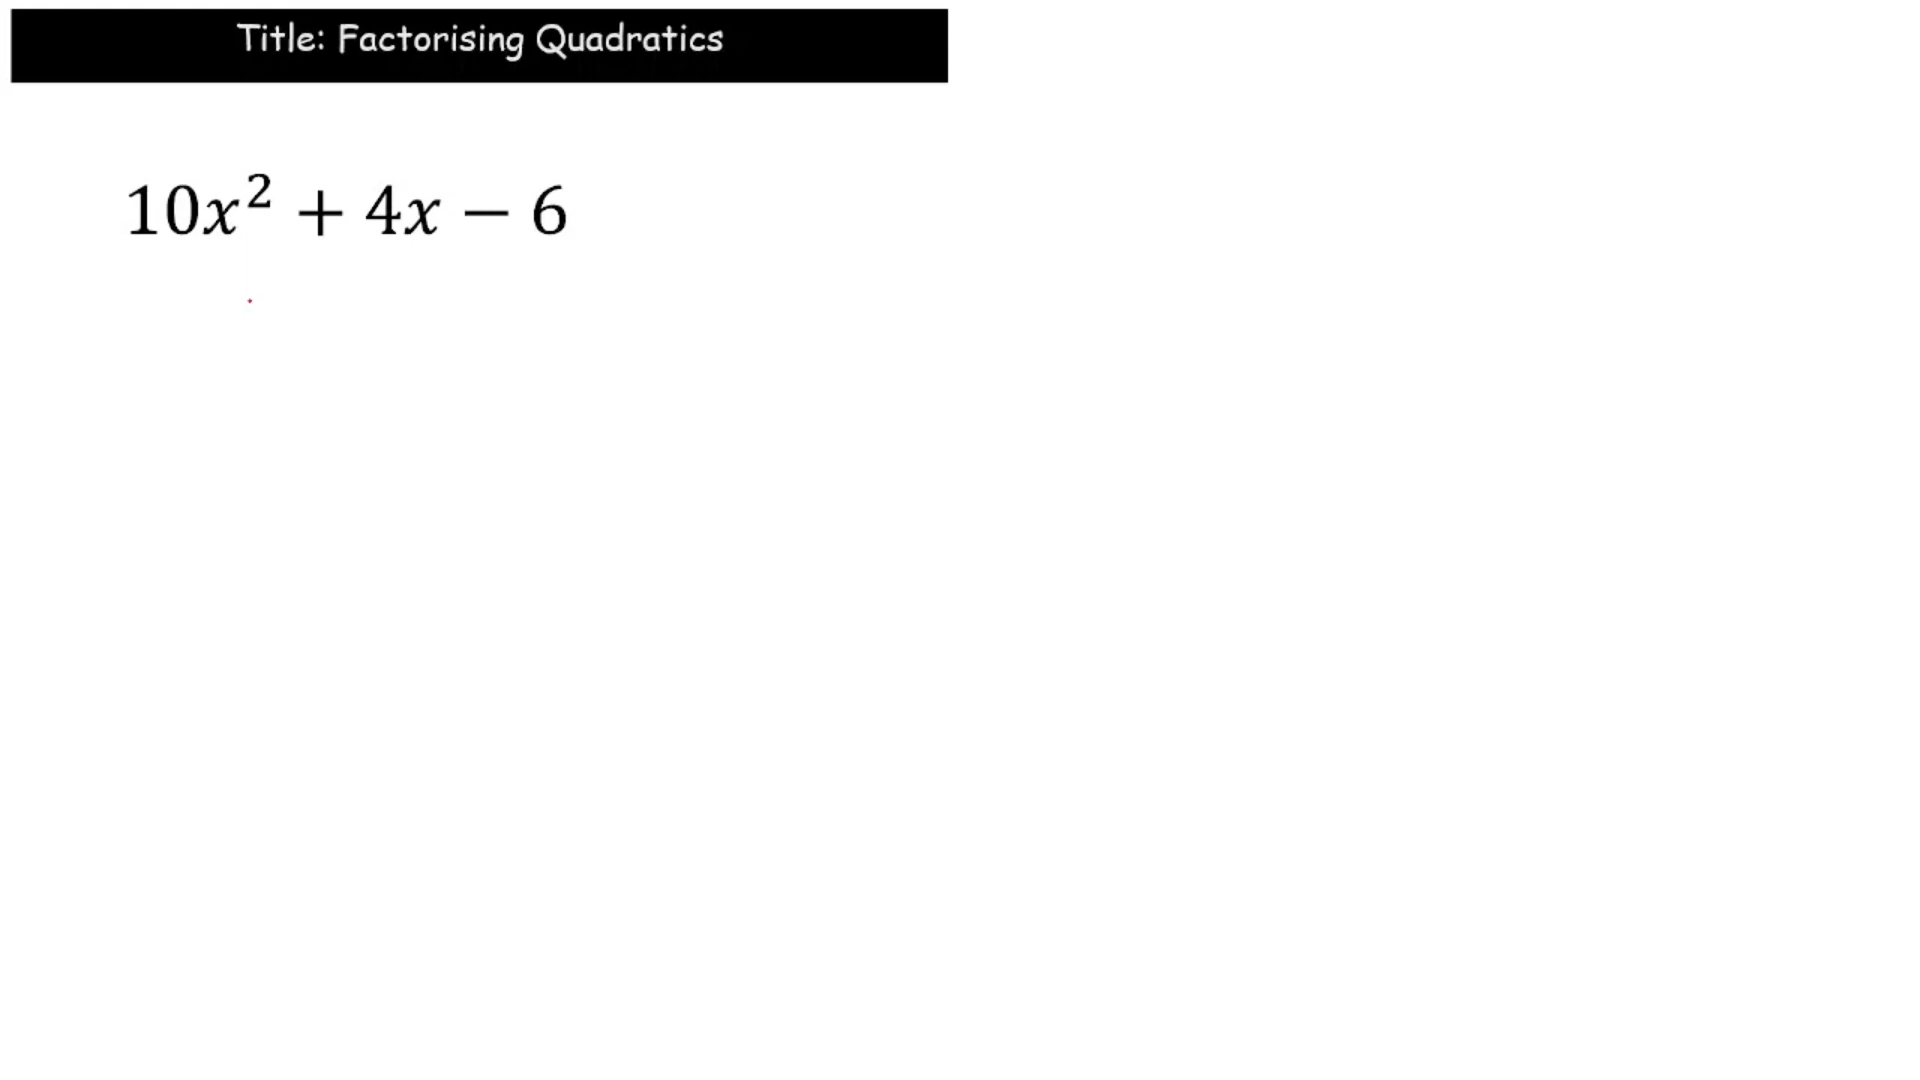 Title: Factorising Quadratics
10x² + 4x − 6